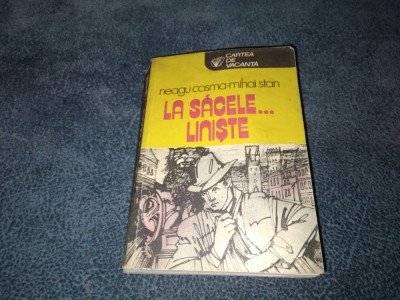 CARTEA
DE
VACANȚĂ
neagu cosma-mihai stan
LA SĂCELE...
LINIȘTE